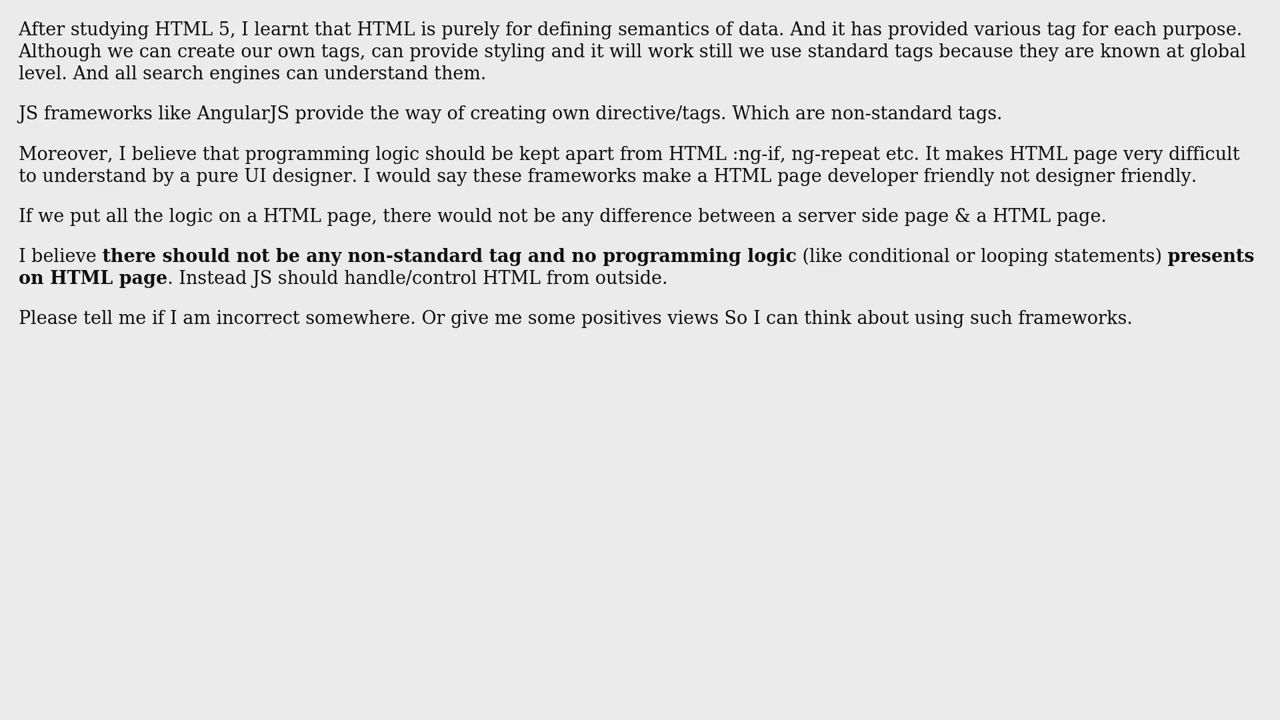 After studying HTML 5, I learnt that HTML is purely for defining semantics of data. And it has provided various tag for each purpose.
Although we can create our own tags, can provide styling and it will work still we use standard tags because they are known at global
level. And all search engines can understand them.
JS frameworks like AngularJS provide the way of creating own directive/tags. Which are non-standard tags.
Moreover, I believe that programming logic should be kept apart from HTML :ng-if, ng-repeat etc. It makes HTML page very difficult
to understand by a pure UI designer. I would say these frameworks make a HTML page developer friendly not designer friendly.
If we put all the logic on a HTML page, there would not be any difference between a server side page & a HTML page.
I believe there should not be any non-standard tag and no programming logic (like conditional or looping statements) presents
on HTML page. Instead JS should handle/control HTML from outside.
Please tell me if I am incorrect somewhere. Or give me some positives views So I can think about using such frameworks.